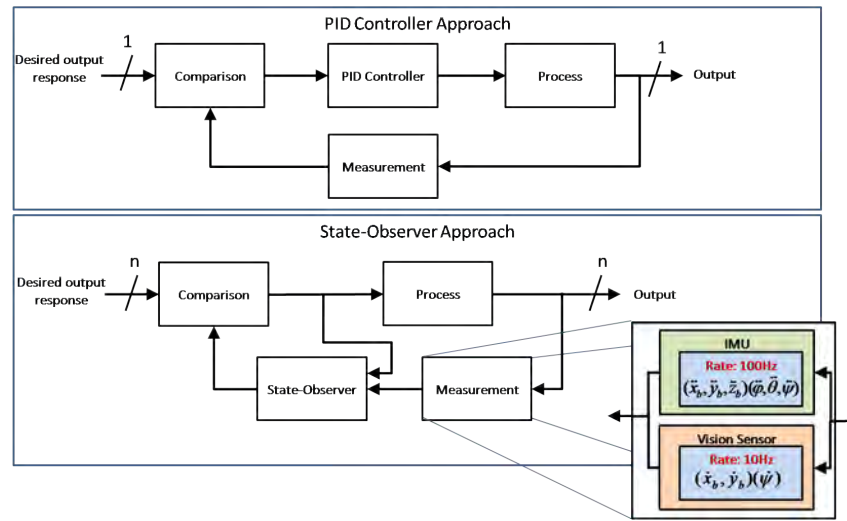 PID Controller Approach
Desired output
response
1
Comparison
PID Controller
Process
1
Output
Measurement
State-Observer Approach
Desired output
response
n
Comparison
Process
n
Output
State-Observer
Measurement
IMU
Rate: 100Hz
(ẍ_b, ÿ_b, z̈_b)(φ̈, θ̈, ψ̈)
Vision Sensor
Rate: 10Hz
(ẋ_b, ẏ_b)(ψ̇)